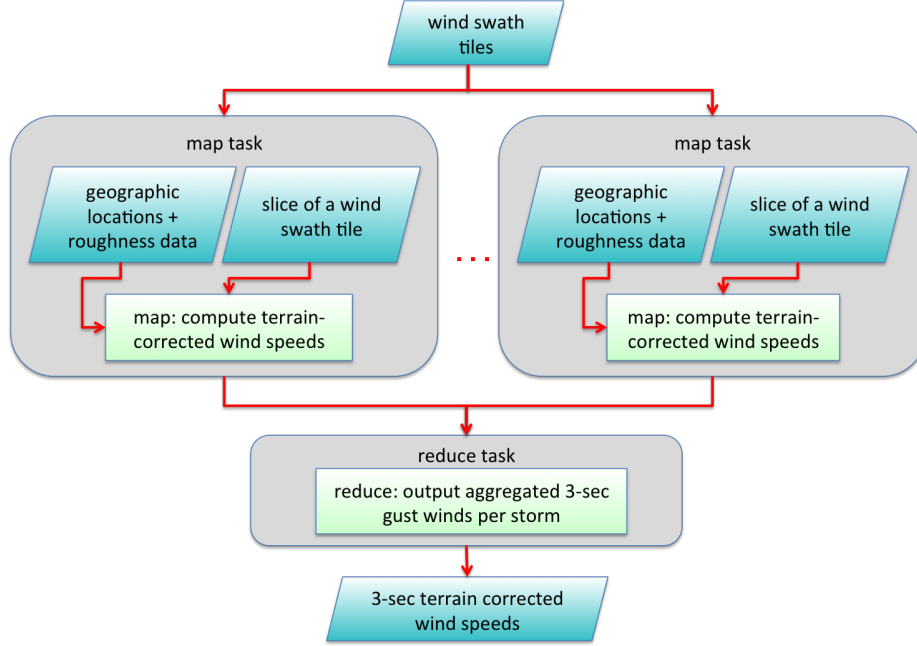 wind swath
tiles
map task
geographic
locations +
roughness data
slice of a wind
swath tile
map: compute terrain-
corrected wind speeds
...
map task
geographic
locations +
roughness data
slice of a wind
swath tile
map: compute terrain-
corrected wind speeds
reduce task
reduce: output aggregated 3-sec
gust winds per storm
3-sec terrain corrected
wind speeds